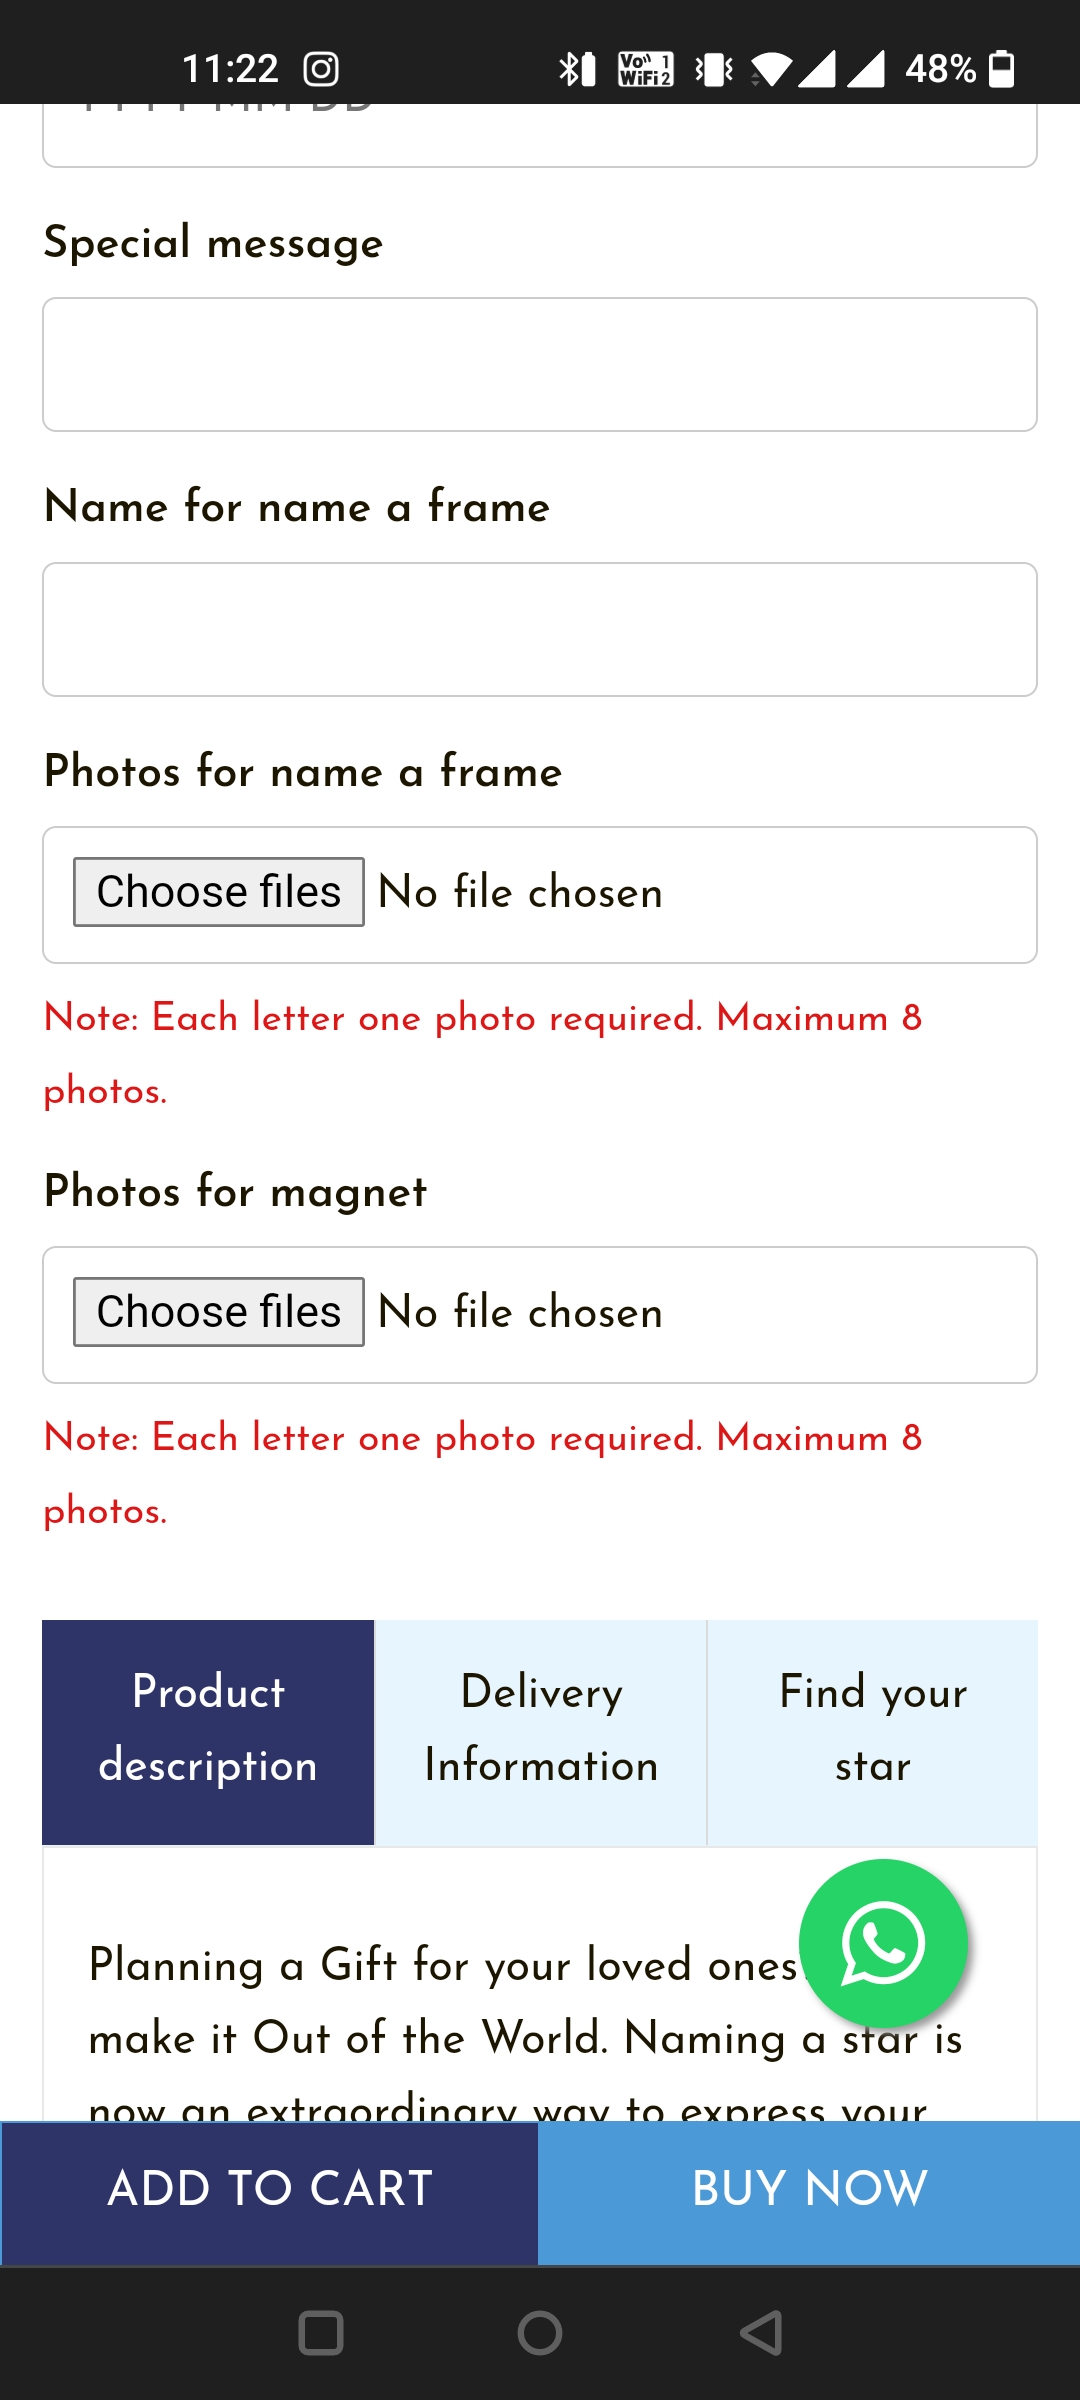 11:22
Vo 1
WiFi 2
48%
Special message
Name for name a frame
Photos for name a frame
Choose files No file chosen
Note: Each letter one photo required. Maximum 8
photos.
Photos for magnet
Choose files No file chosen
Note: Each letter one photo required. Maximum 8
photos.
Product
description
Delivery
Information
Find your
star
Planning a Gift for your loved ones
make it Out of the World. Naming a star is
now an extraordinary way to express your
ADD TO CART
BUY NOW